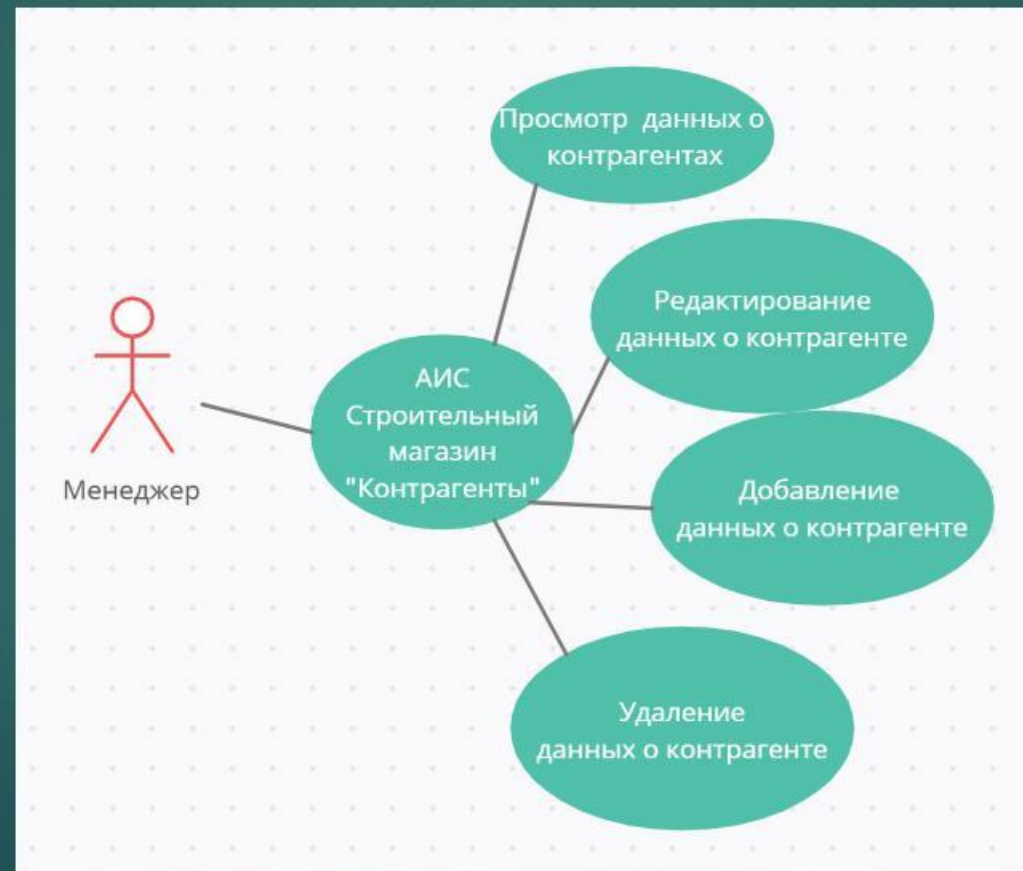 Просмотр данных о
контрагентах
Редактирование
данных о контрагенте
АИС
Строительный
магазин
"Контрагенты"
Менеджер
Добавление
данных о контрагенте
Удаление
данных о контрагенте